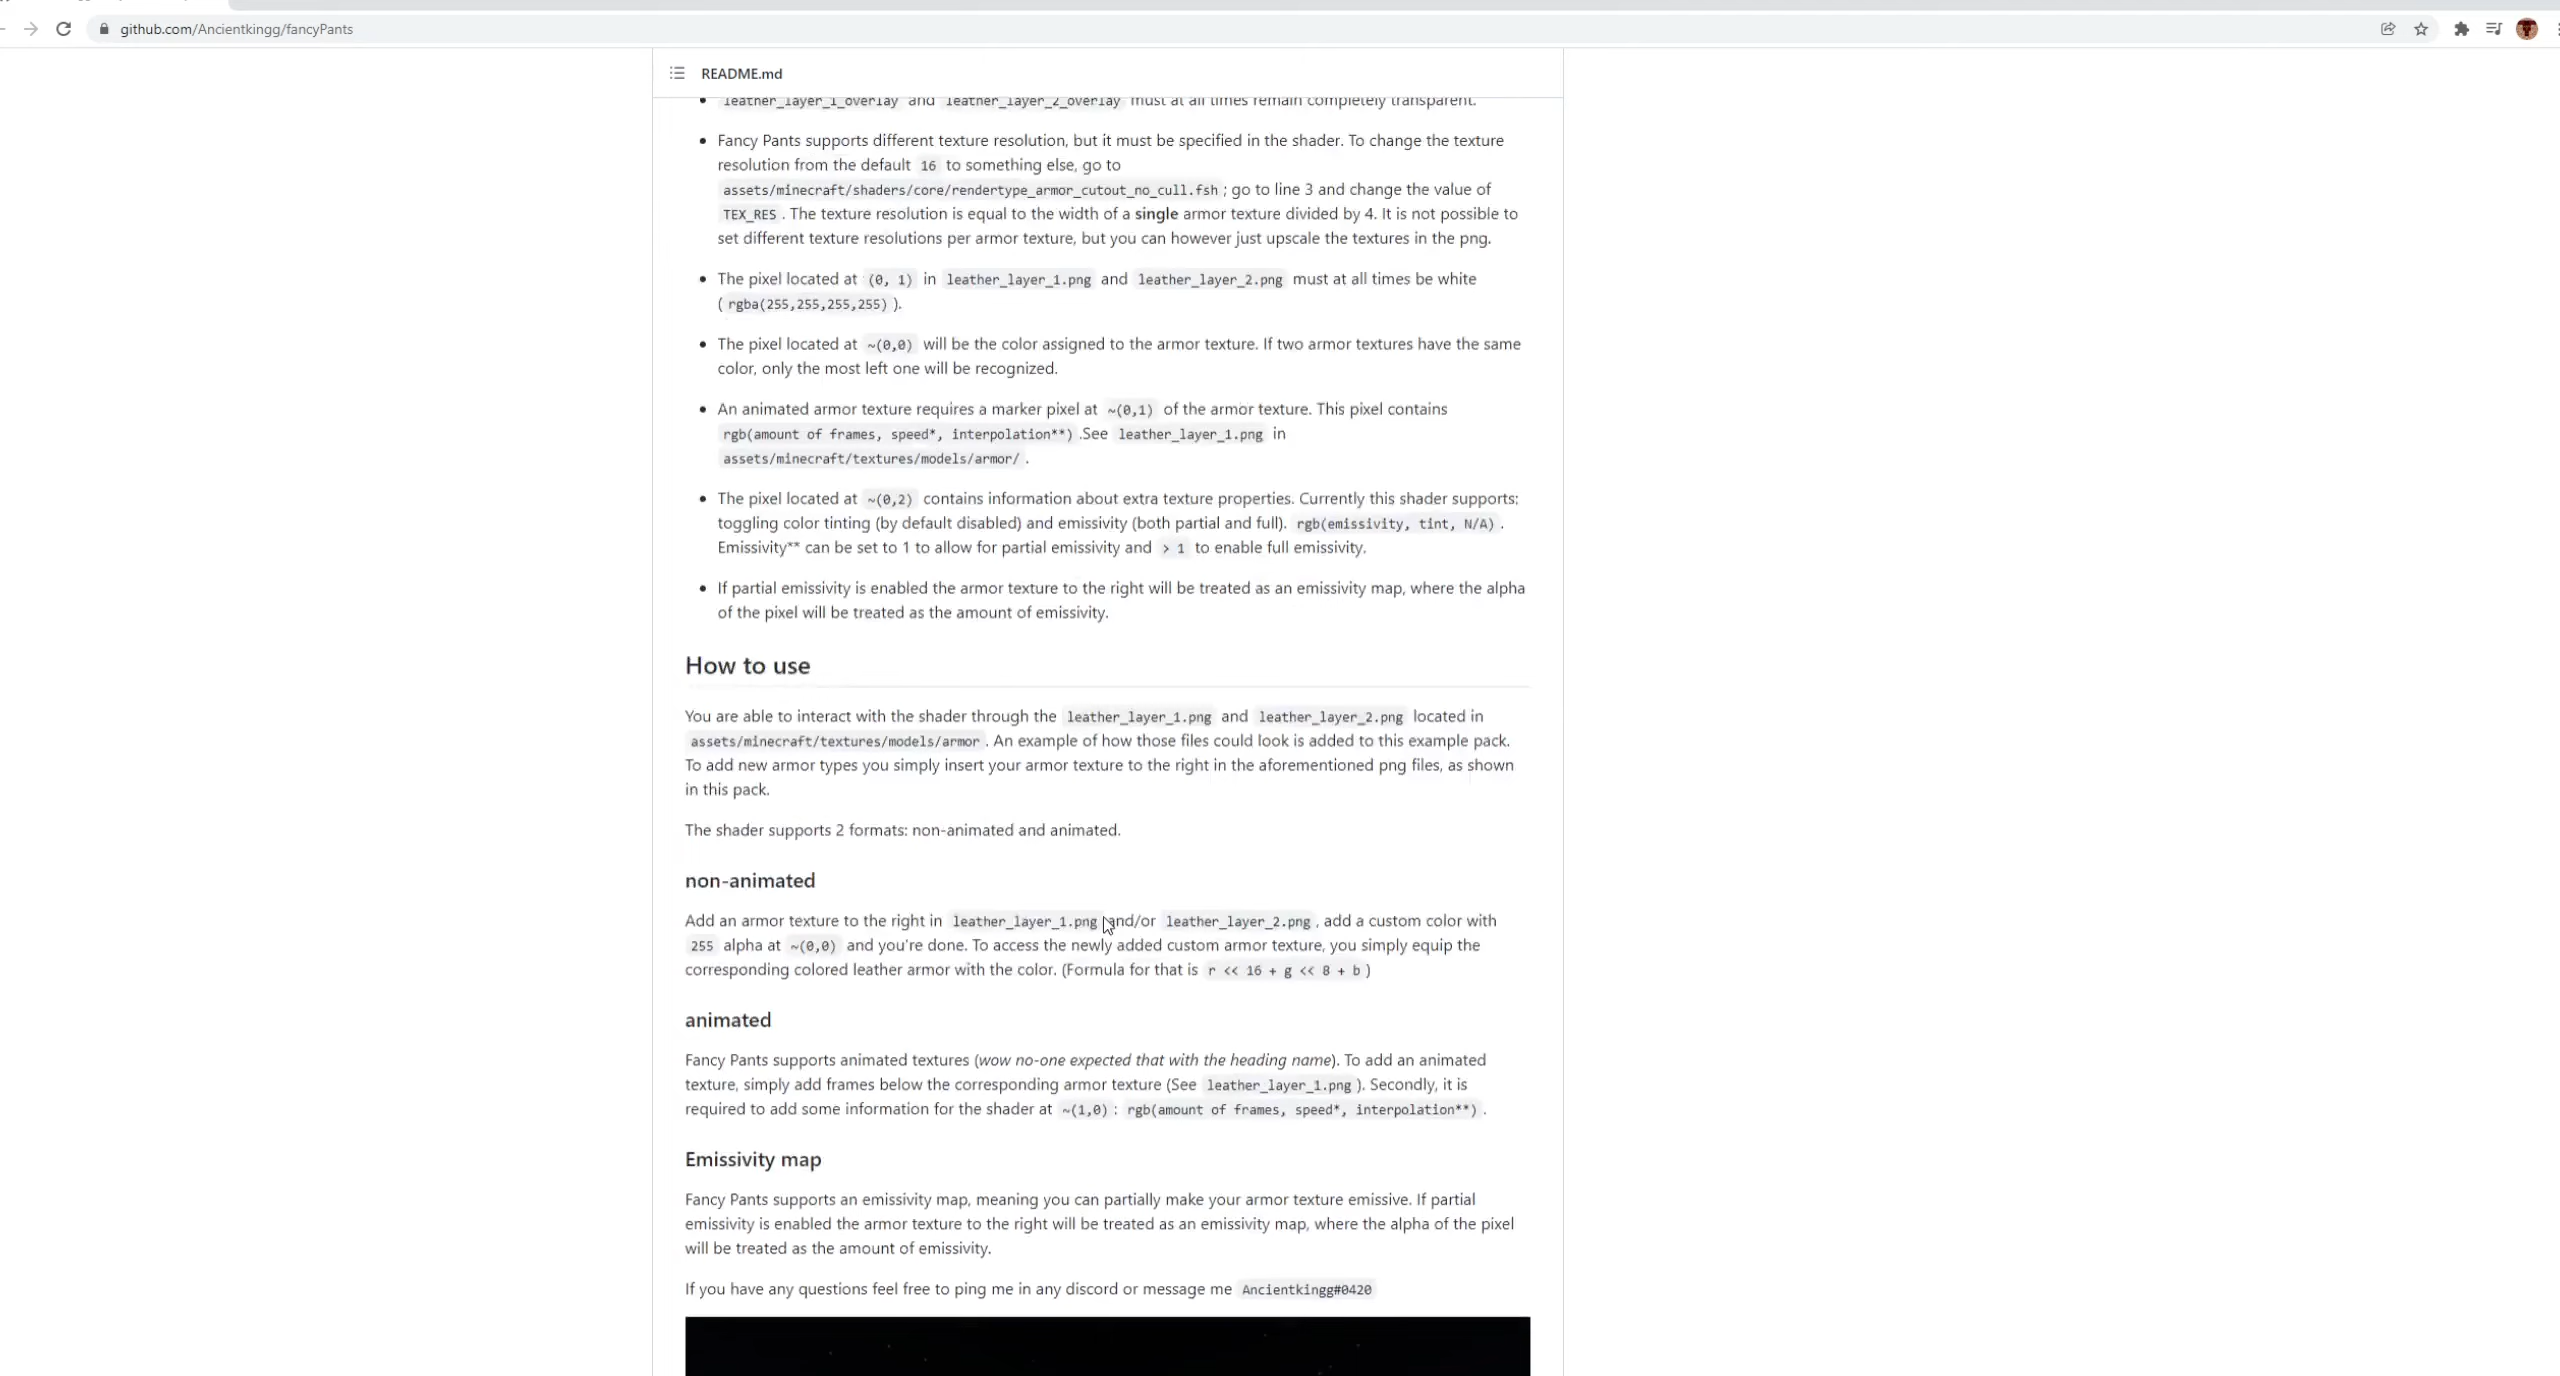 github.com/Ancientkingg/fancyPants
README.md
leather_layer_1_overlay and leather_layer_2_overlay must at all times remain completely transparent.
Fancy Pants supports different texture resolution, but it must be specified in the shader. To change the texture
resolution from the default 16 to something else, go to
assets/minecraft/shaders/core/rendertype_armor_cutout_no_cull.fsh ; go to line 3 and change the value of
TEX_RES . The texture resolution is equal to the width of a single armor texture divided by 4. It is not possible to
set different texture resolutions per armor texture, but you can however just upscale the textures in the png.
The pixel located at (0, 1) in leather_layer_1.png and leather_layer_2.png must at all times be white
( rgba(255,255,255,255) ).
The pixel located at ~(0,0) will be the color assigned to the armor texture. If two armor textures have the same
color, only the most left one will be recognized.
An animated armor texture requires a marker pixel at ~(0,1) of the armor texture. This pixel contains
rgb(amount of frames, speed*, interpolation**) .See leather_layer_1.png in
assets/minecraft/textures/models/armor/ .
The pixel located at ~(0,2) contains information about extra texture properties. Currently this shader supports:
toggling color tinting (by default disabled) and emissivity (both partial and full). rgb(emissivity, tint, N/A) .
Emissivity** can be set to 1 to allow for partial emissivity and > 1 to enable full emissivity.
If partial emissivity is enabled the armor texture to the right will be treated as an emissivity map, where the alpha
of the pixel will be treated as the amount of emissivity.
How to use
You are able to interact with the shader through the leather_layer_1.png and leather_layer_2.png located in
assets/minecraft/textures/models/armor . An example of how those files could look is added to this example pack.
To add new armor types you simply insert your armor texture to the right in the aforementioned png files, as shown
in this pack.
The shader supports 2 formats: non-animated and animated.
non-animated
Add an armor texture to the right in leather_layer_1.png and/or leather_layer_2.png , add a custom color with
255 alpha at ~(0,0) and you're done. To access the newly added custom armor texture, you simply equip the
corresponding colored leather armor with the color. (Formula for that is r << 16 + g << 8 + b )
animated
Fancy Pants supports animated textures (wow no-one expected that with the heading name). To add an animated
texture, simply add frames below the corresponding armor texture (See leather_layer_1.png ). Secondly, it is
required to add some information for the shader at ~(1,0) : rgb(amount of frames, speed*, interpolation**) .
Emissivity map
Fancy Pants supports an emissivity map, meaning you can partially make your armor texture emissive. If partial
emissivity is enabled the armor texture to the right will be treated as an emissivity map, where the alpha of the pixel
will be treated as the amount of emissivity.
If you have any questions feel free to ping me in any discord or message me Ancientkingg#0420